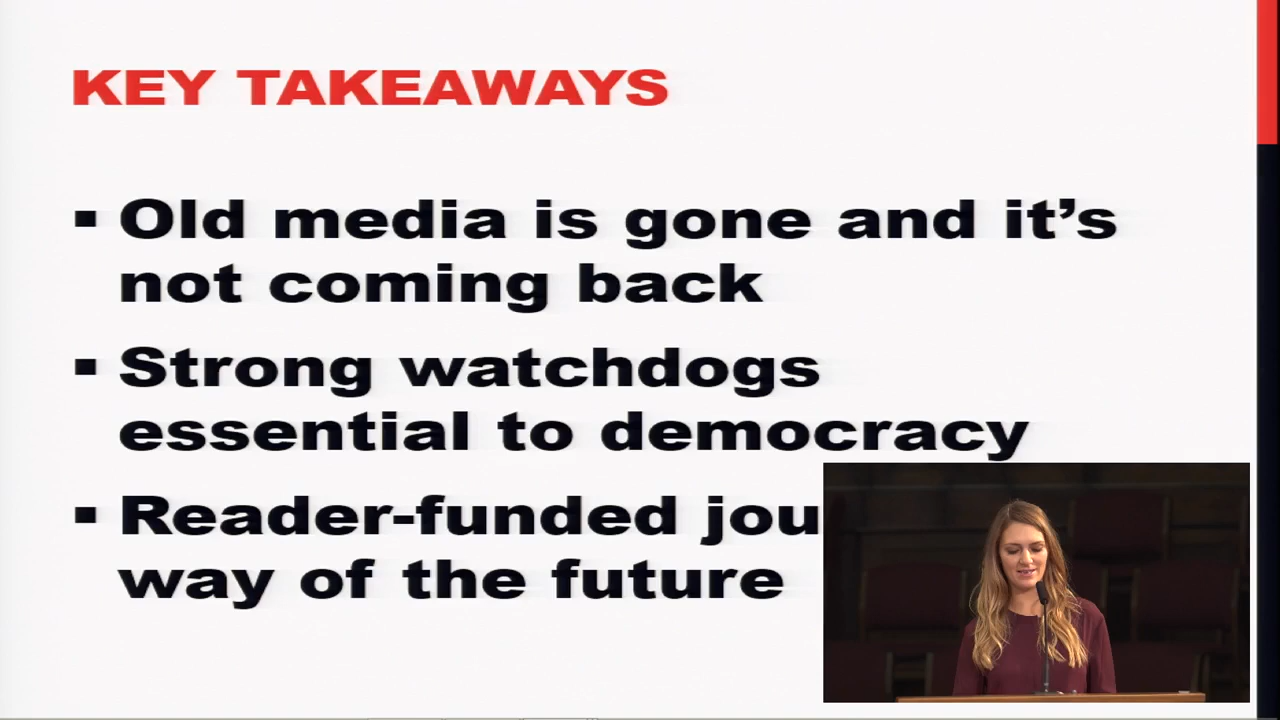 KEY TAKEAWAYS
▪ Old media is gone and it’s
not coming back
▪ Strong watchdogs
essential to democracy
▪ Reader-funded
way of the future